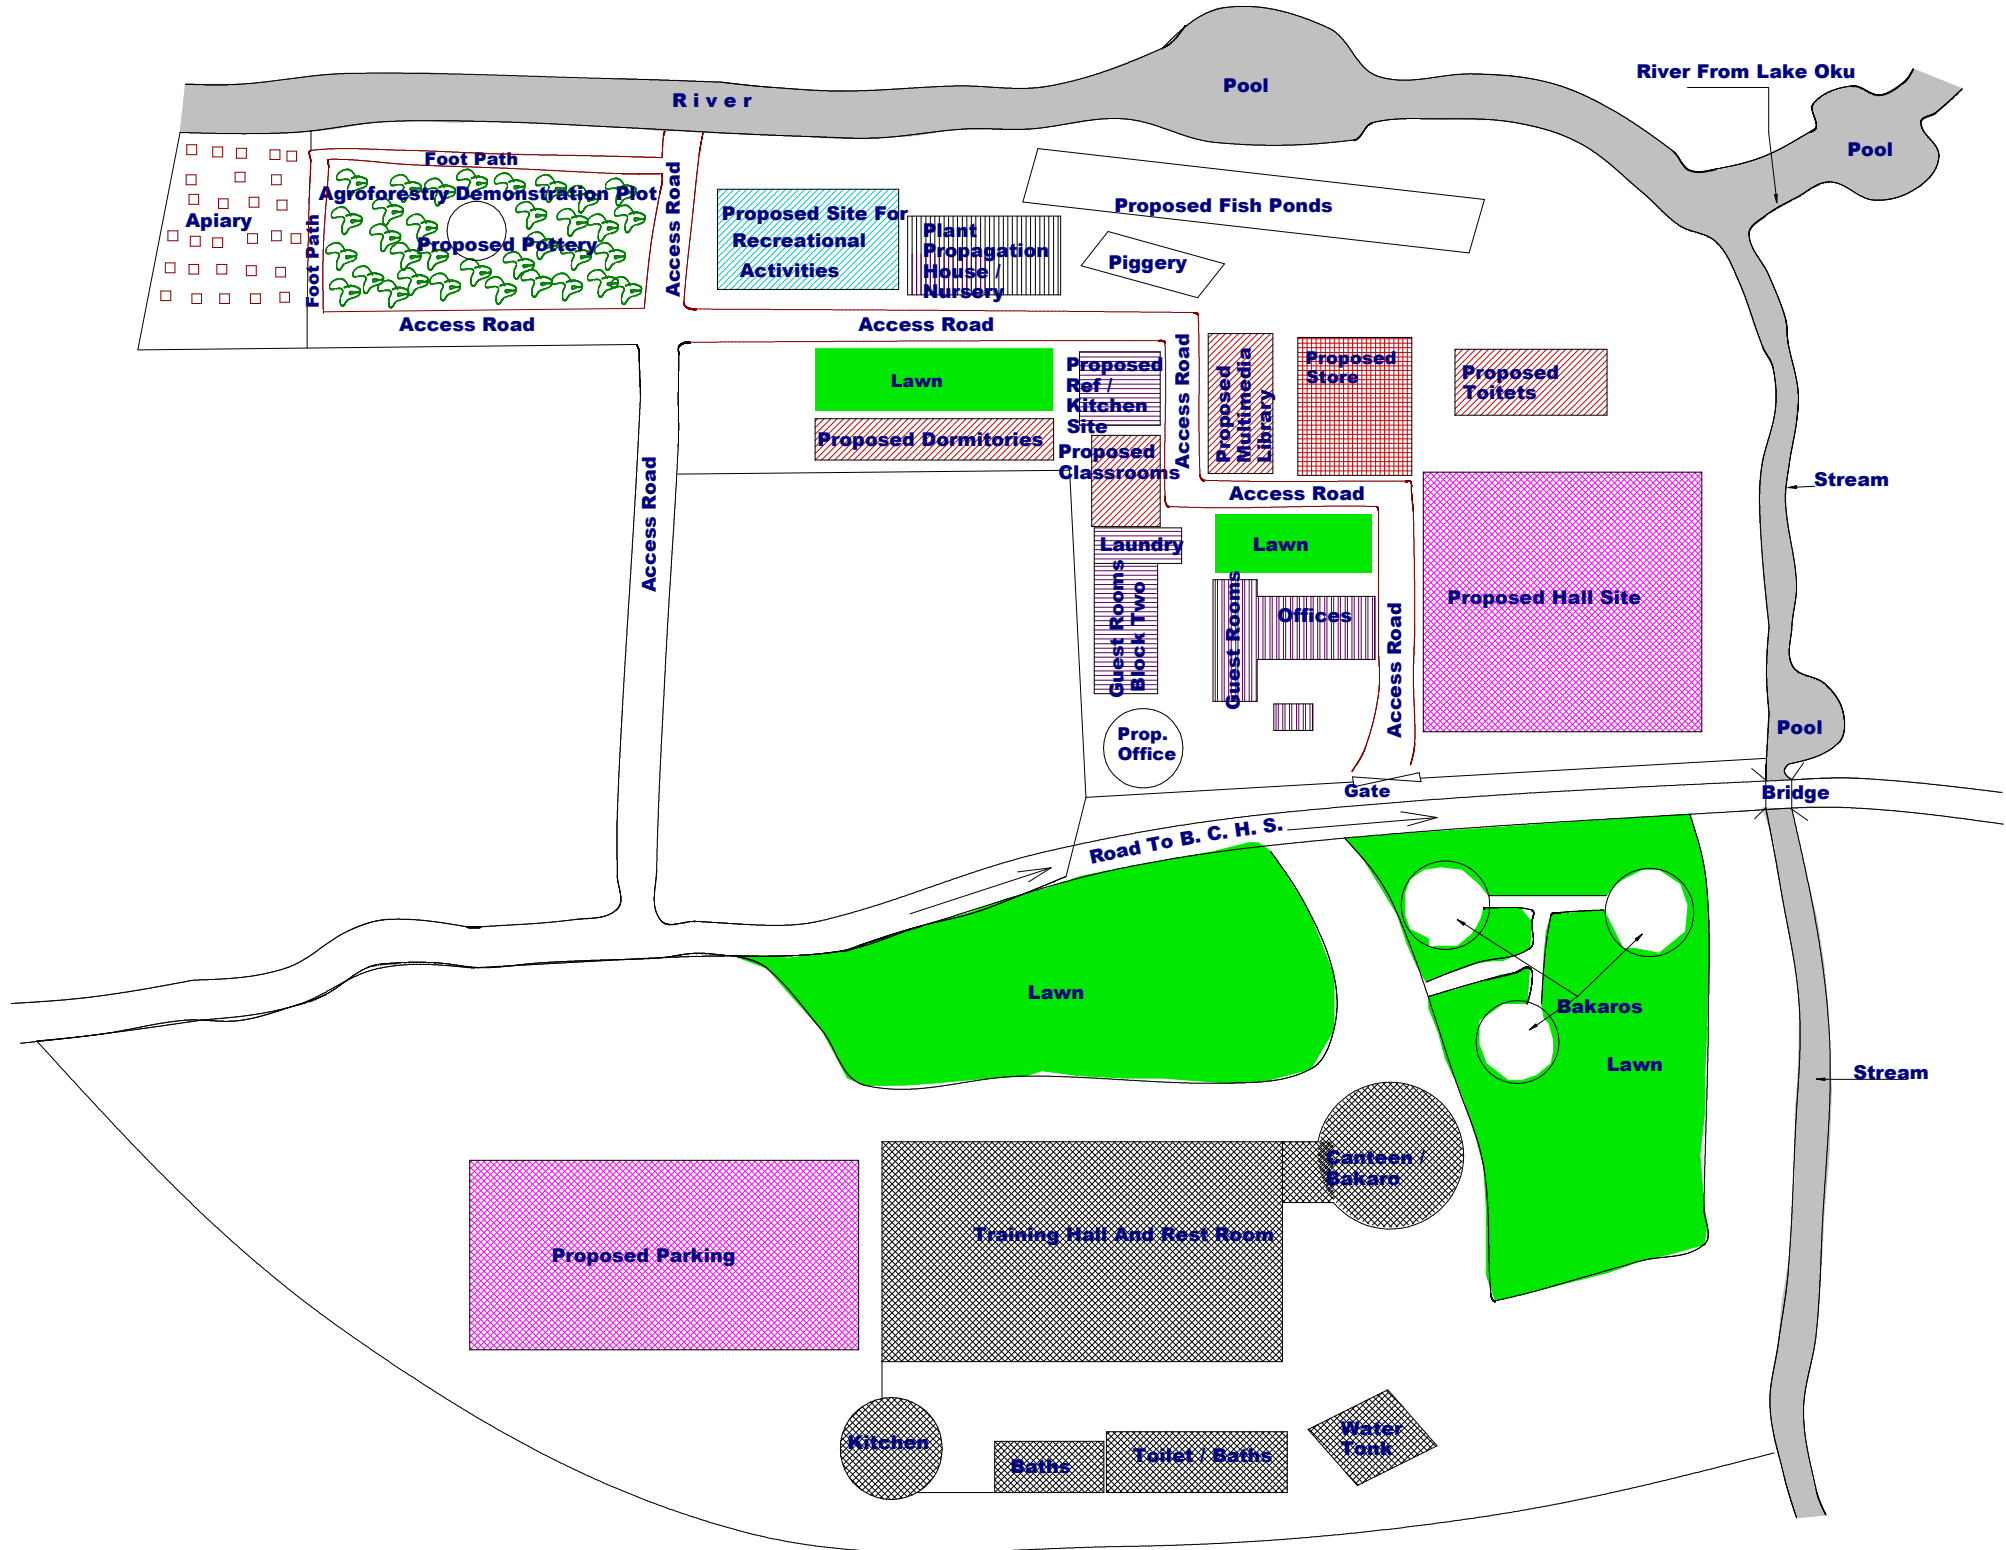 River From Lake Oku
Pool
R i v e r
Pool
Foot Path
Agroforestry Demonstration Plot
Apiary
Foot Path
Proposed Pottery
Access Road
Proposed Site For
Recreational
Activities
Plant
Propagation
House /
Nursery
Proposed Fish Ponds
Piggery
Access Road
Access Road
Lawn
Proposed
Ref /
Kitchen
Site
Access Road
Proposed
Multimedia
Library
Proposed
Store
Proposed
Toitets
Proposed Dormitories
Proposed
Classrooms
Access Road
Access Road
Stream
Laundry
Lawn
Guest Rooms
Block Two
Guest Rooms
Offices
Access Road
Proposed Hall Site
Prop.
Office
Pool
Gate
Bridge
Road To B. C. H. S.
Lawn
Bakaros
Lawn
Stream
Canteen /
Bakaro
Training Hall And Rest Room
Proposed Parking
Kitchen
Baths
Toilet / Baths
Water
Tonk